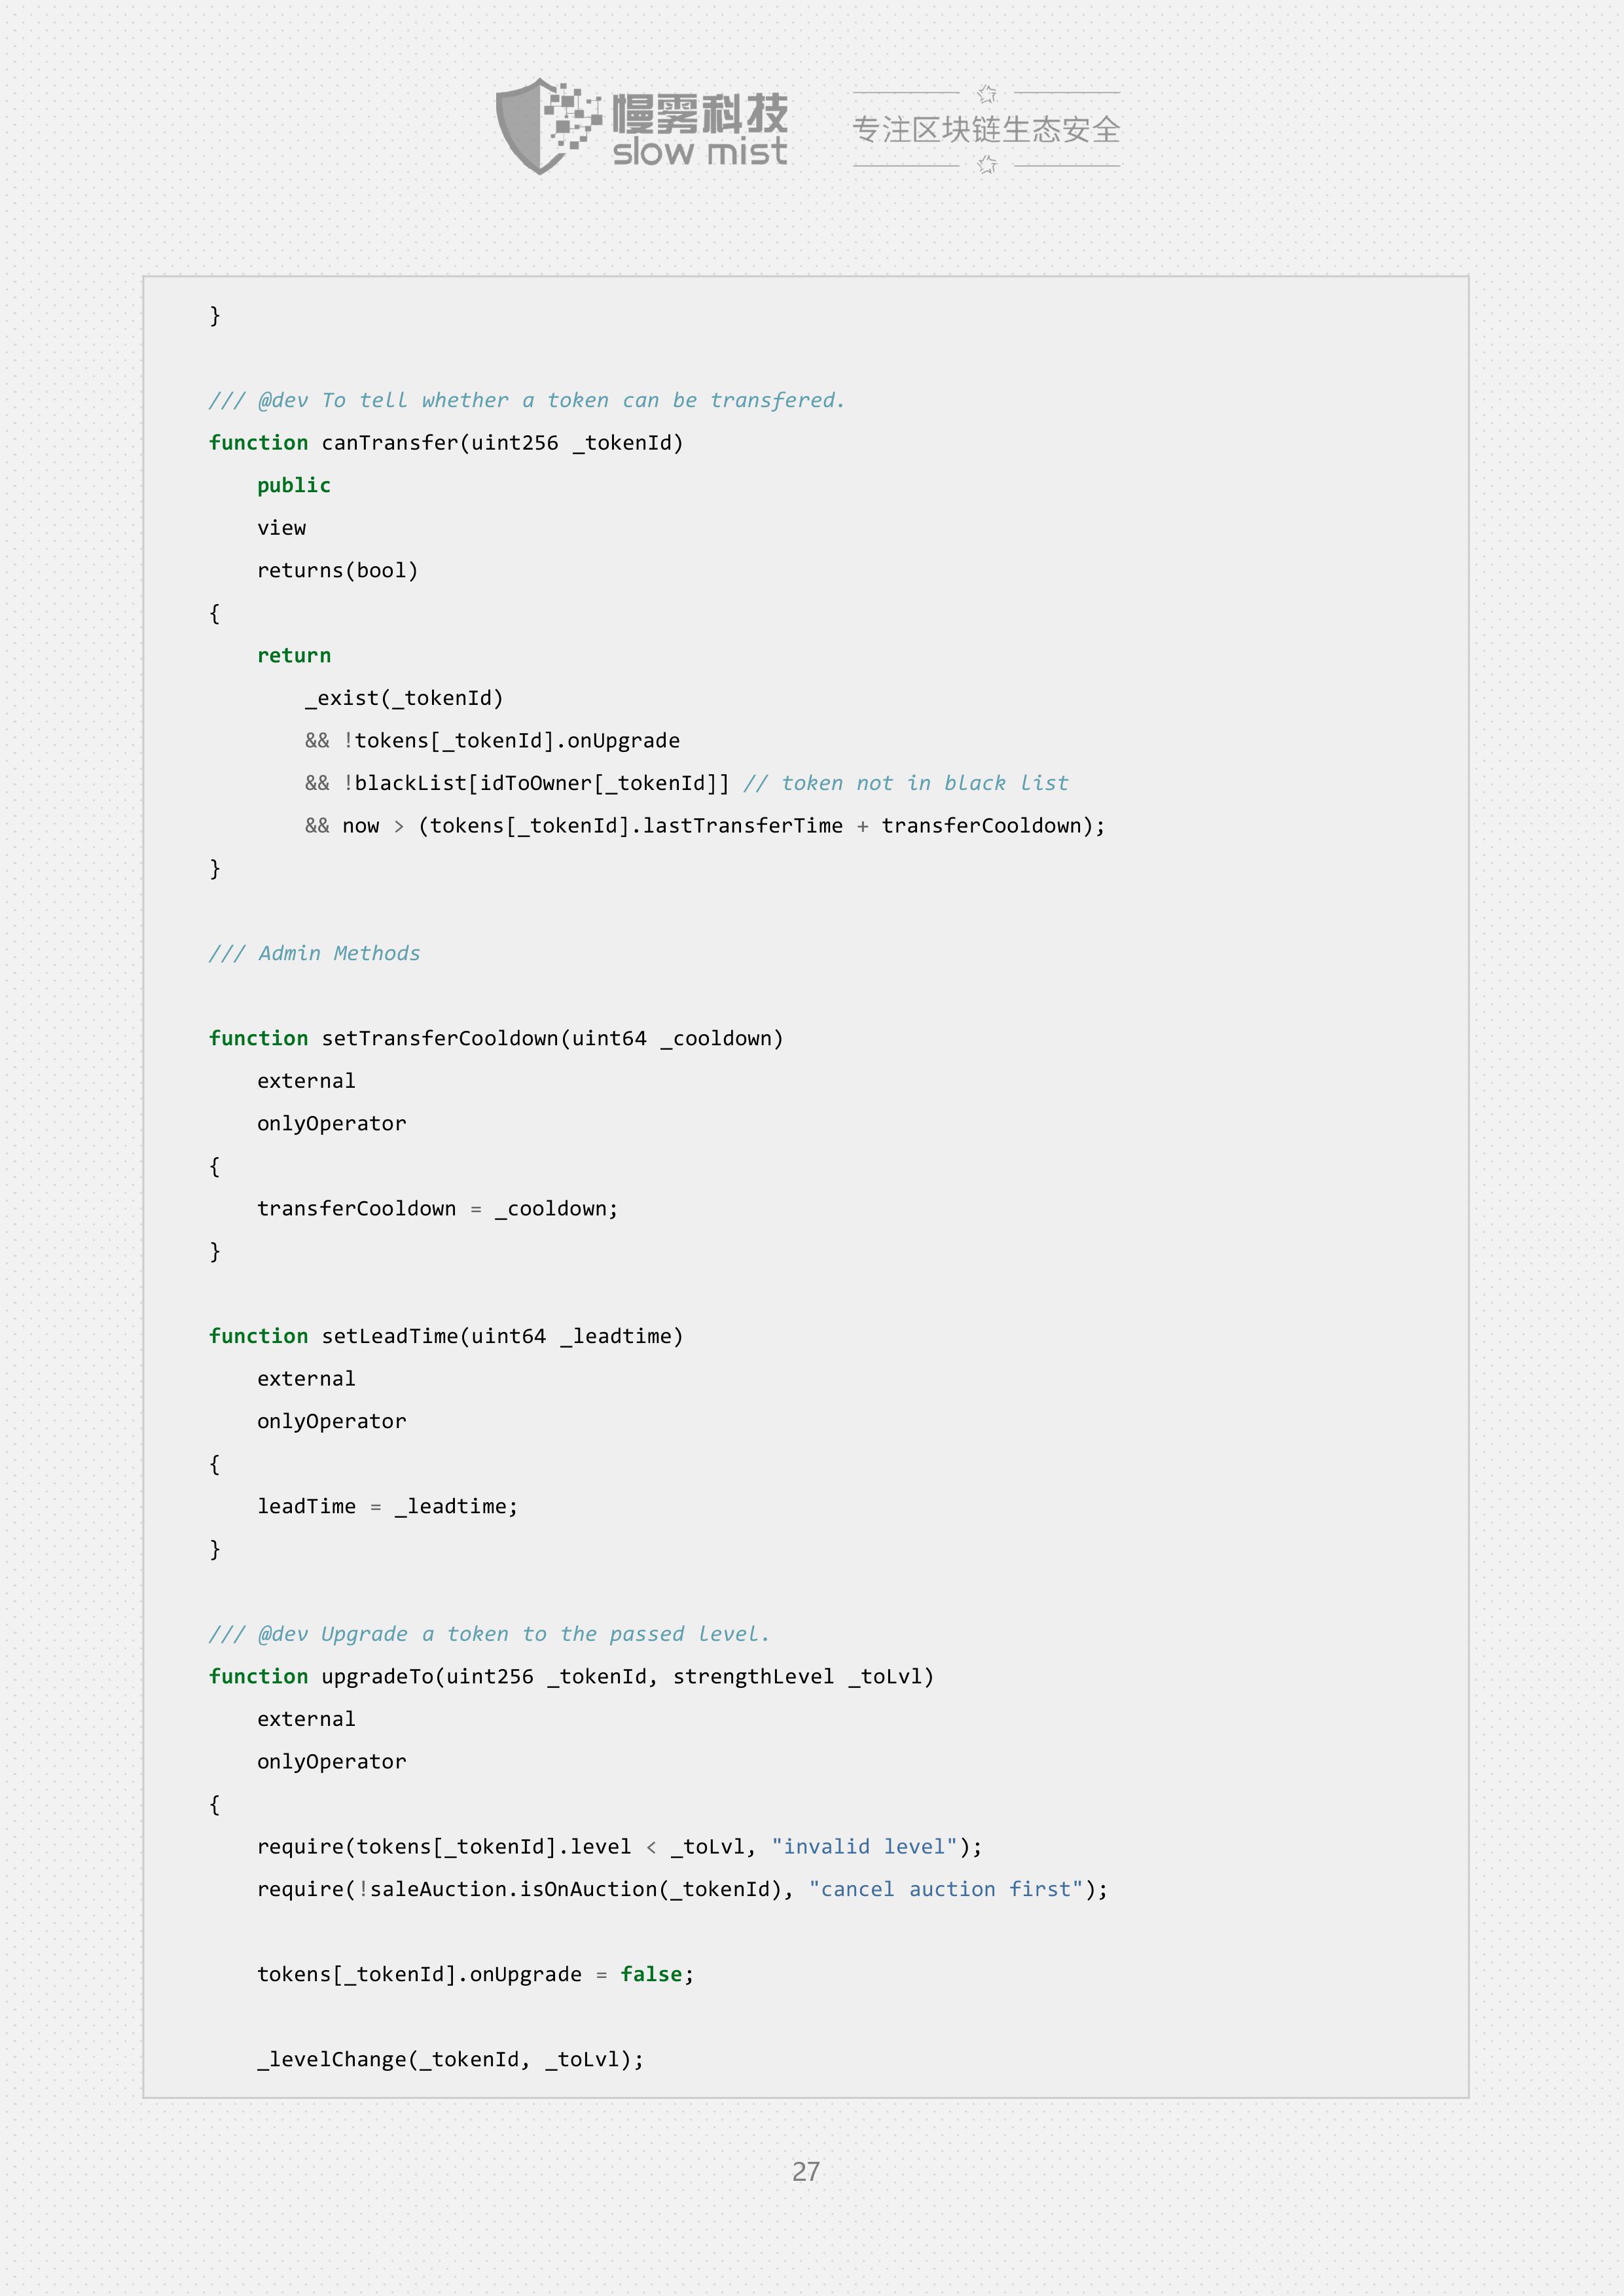 慢雾科技
slow mist
专注区块链生态安全
}
/// @dev To tell whether a token can be transfered.
function canTransfer(uint256 _tokenId)
public
view
returns(bool)
{
return
_exist(_tokenId)
&& !tokens[_tokenId].onUpgrade
&& !blackList[idToOwner[_tokenId]] // token not in black list
&& now > (tokens[_tokenId].lastTransferTime + transferCooldown);
}
/// Admin Methods
function setTransferCooldown(uint64 _cooldown)
external
onlyOperator
{
transferCooldown = _cooldown;
}
function setLeadTime(uint64 _leadtime)
external
onlyOperator
{
leadTime = _leadtime;
}
/// @dev Upgrade a token to the passed level.
function upgradeTo(uint256 _tokenId, strengthLevel _toLvl)
external
onlyOperator
{
require(tokens[_tokenId].level < _toLvl, "invalid level");
require(!saleAuction.isOnAuction(_tokenId), "cancel auction first");
tokens[_tokenId].onUpgrade = false;
_levelChange(_tokenId, _toLvl);
27